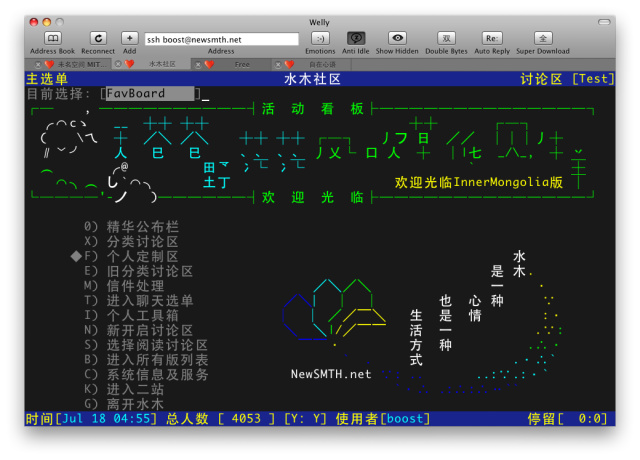 Welly
ssh boost@newsmth.net
Address Book Reconnect Add Address Emotions Anti Idle Show Hidden Double Bytes Auto Reply Super Download
未名空间 MIT... 水木社区 Free 自在心语
主选单 水木社区 讨论区 [Test]
目前选择: [FavBoard ]
活 动 看 板
欢迎光临InnerMongolia版
欢 迎 光 临
0) 精华公布栏
X) 分类讨论区
◆F) 个人定制区
E) 旧分类讨论区
M) 信件处理
T) 进入聊天选单
I) 个人工具箱
N) 新开启讨论区
S) 选择阅读讨论区
B) 进入所有版列表
C) 系统信息及服务
K) 进入二站
G) 离开水木
水木
是一种
心情
也是一种
生活方式
NewSMTH.net
时间[Jul 18 04:55] 总人数 [ 4053 ] [Y: Y] 使用者[boost] 停留[ 0:0]